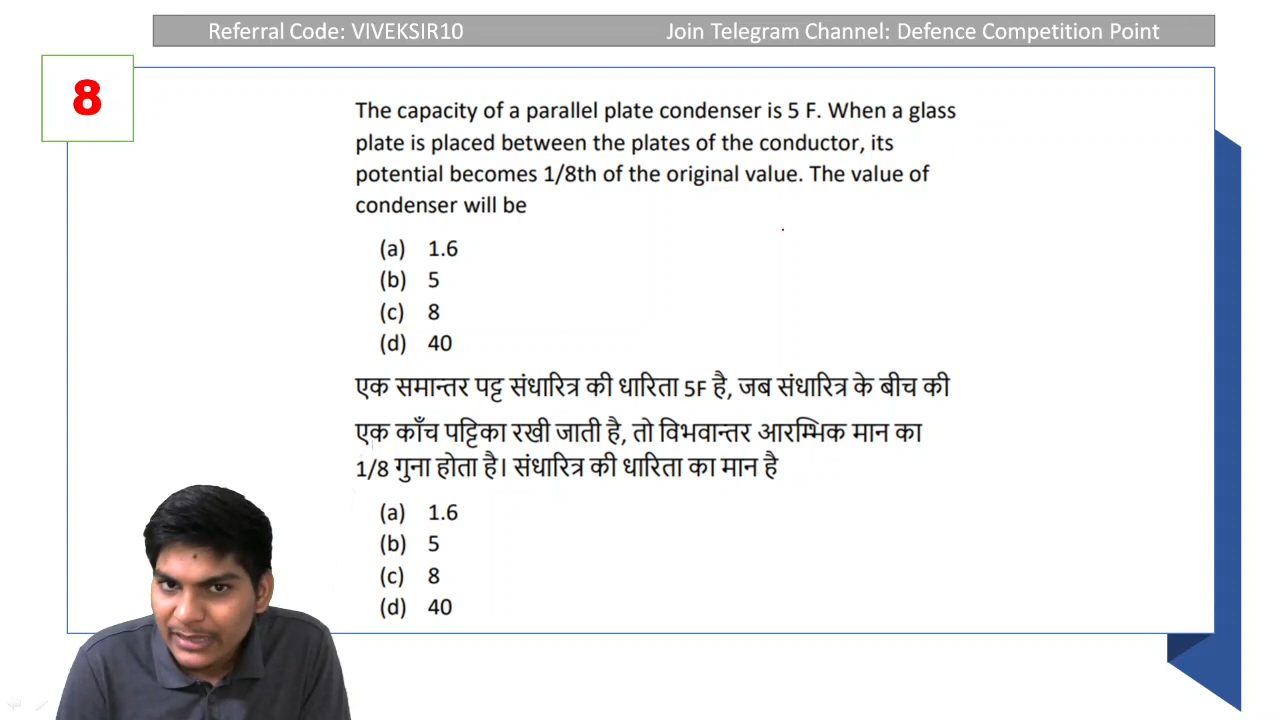 Referral Code: VIVEKSIR10 Join Telegram Channel: Defence Competition Point
8
The capacity of a parallel plate condenser is 5 F. When a glass
plate is placed between the plates of the conductor, its
potential becomes 1/8th of the original value. The value of
condenser will be
(a) 1.6
(b) 5
(c) 8
(d) 40
एक समान्तर पट्ट संधारित्र की धारिता 5F है, जब संधारित्र के बीच की
एक काँच पट्टिका रखी जाती है, तो विभवान्तर आरम्भिक मान का
1/8 गुना होता है। संधारित्र की धारिता का मान है
(a) 1.6
(b) 5
(c) 8
(d) 40